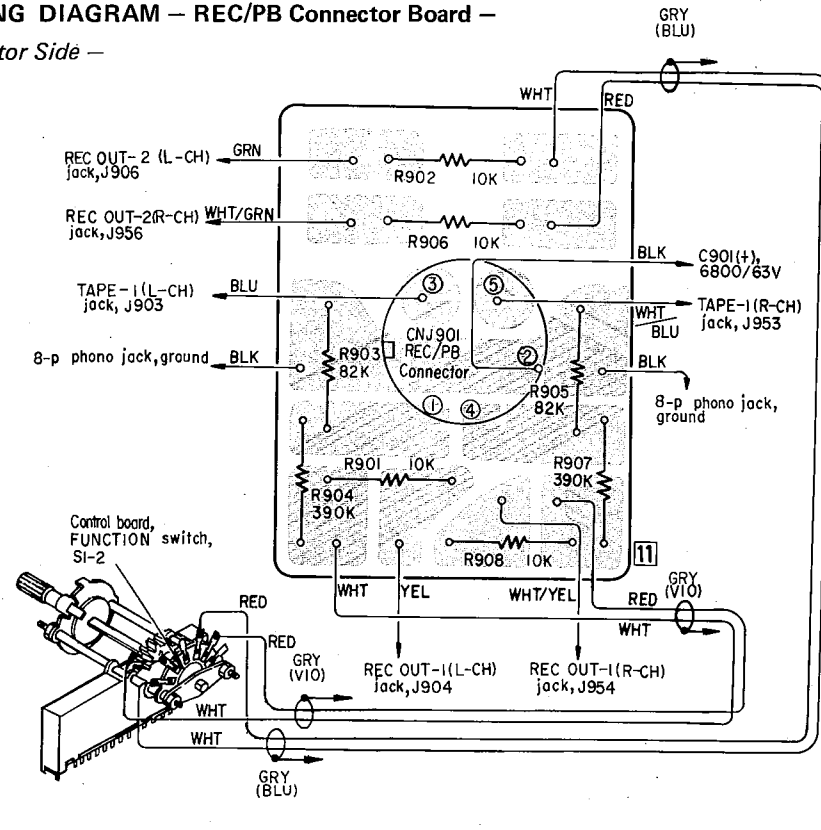 NG DIAGRAM — REC/PB Connector Board —
tor Side —
GRY
(BLU)
WHT
RED
REC OUT-2 (L-CH)
jack, J906
GRN
R902 10K
REC OUT-2(R-CH)
jack, J956
WHT/GRN
R906 10K
BLK
C901(+),
6800/63V
TAPE-1(L-CH)
jack, J903
BLU
③
⑤
TAPE-1(R-CH)
jack, J953
WHT
BLU
CNJ901
REC/PB
Connector
②
8-p phono jack, ground
BLK
R903
82K
BLK
8-p phono jack,
ground
R905
82K
①
④
R901 10K
R907
390K
R904
390K
R908 10K
11
Control board,
FUNCTION switch,
S1-2
WHT
YEL
WHT/YEL
RED
WHT
GRY
(VIO)
RED
RED
GRY
(VIO)
REC OUT-1(L-CH)
jack, J904
REC OUT-1(R-CH)
jack, J954
WHT
WHT
GRY
(BLU)